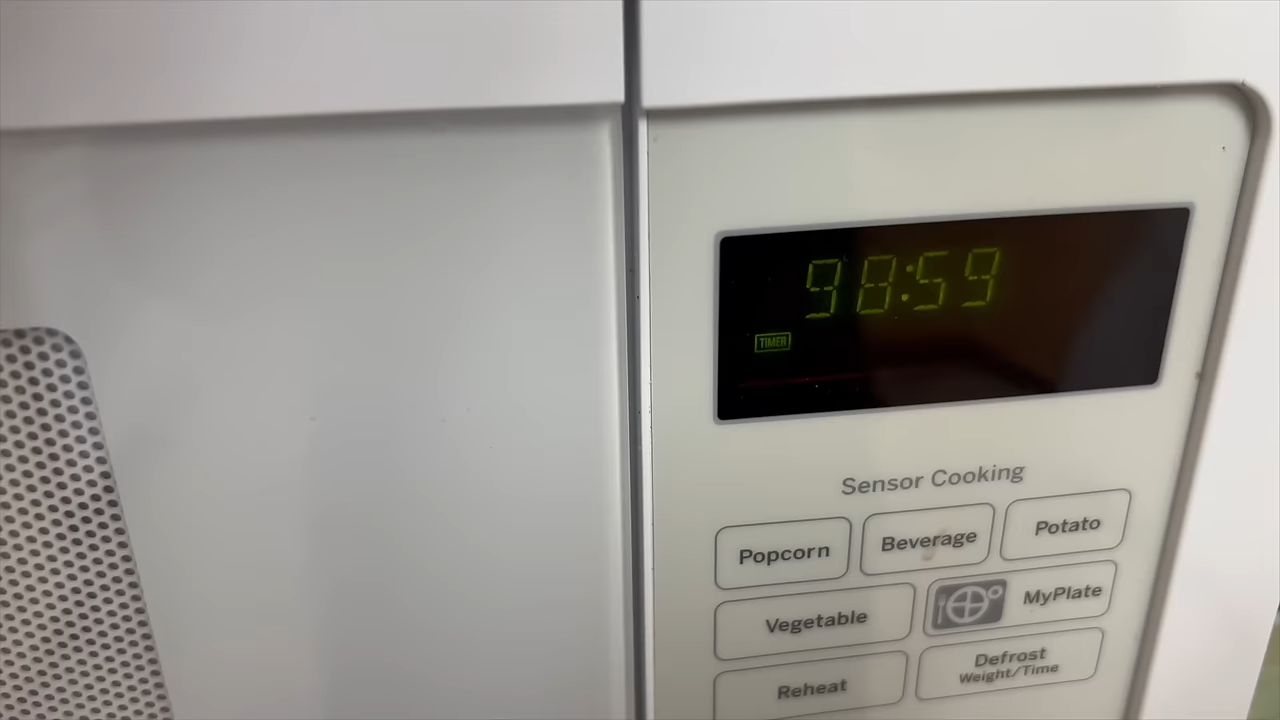 98:59
TIMER
Sensor Cooking
Popcorn
Beverage
Potato
Vegetable
MyPlate
Reheat
Defrost
Weight/Time